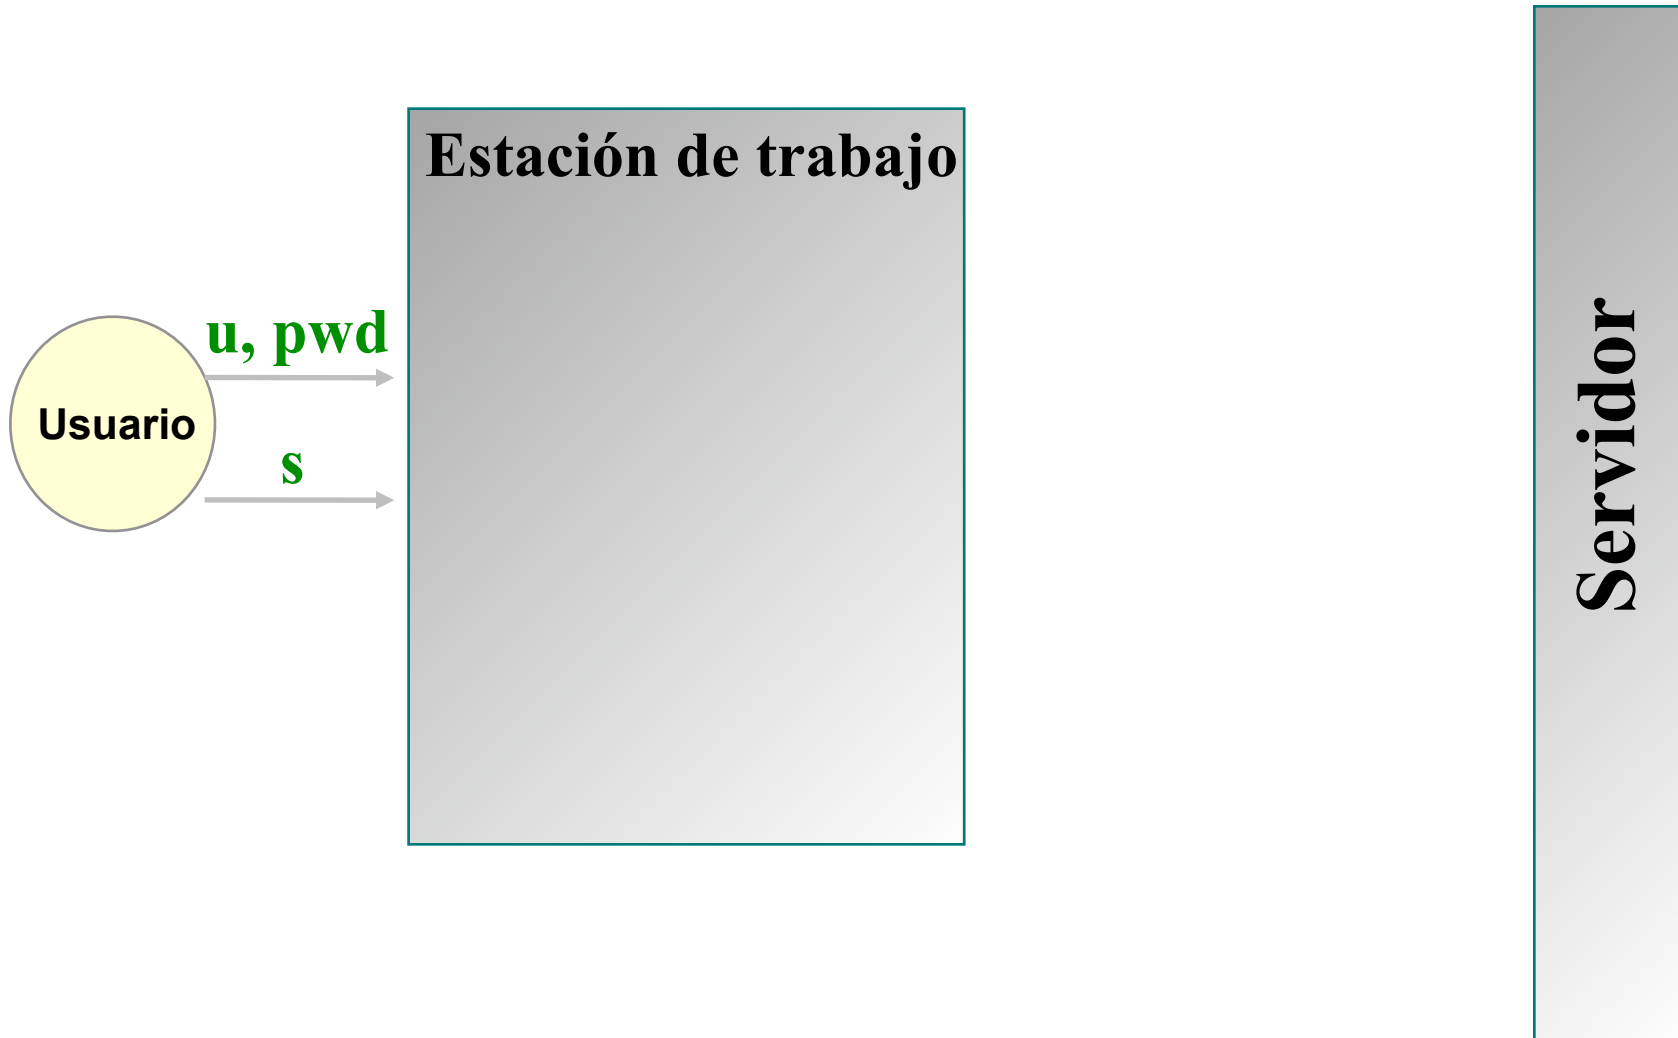 Estación de trabajo
u, pwd
Usuario
s
Servidor